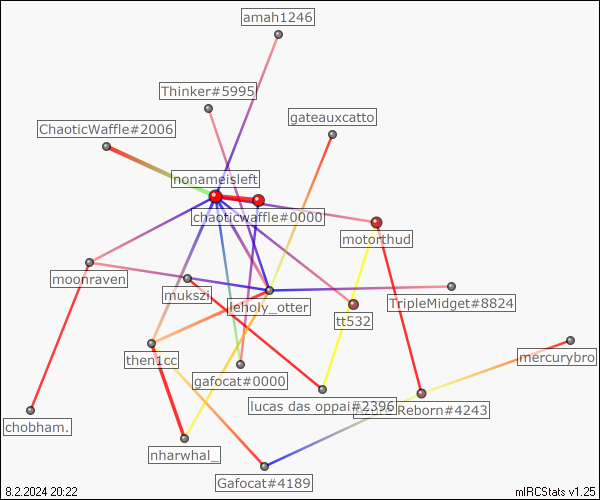 amah1246
Thinker#5995
gateauxcatto
ChaoticWaffle#2006
nonameisleft
chaoticwaffle#0000
motorthud
moonraven
mukszi
leholy_otter
TripleMidget#8824
tt532
then1cc
mercurybro
gafocat#0000
lucas das oppai#2396
Reborn#4243
chobham.
nharwhal_
Gafocat#4189
8.2.2024 20:22
mIRCStats v1.25